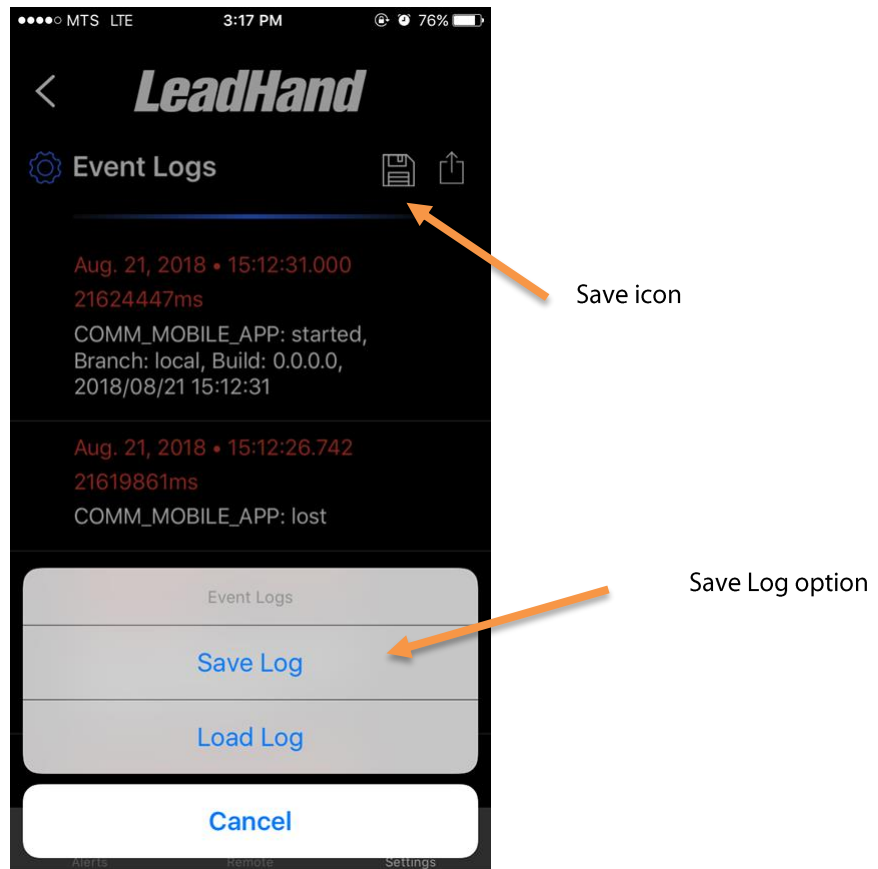 MTS LTE 3:17 PM 76%
LeadHand
Event Logs
Aug. 21, 2018 • 15:12:31.000
21624447ms
COMM_MOBILE_APP: started,
Branch: local, Build: 0.0.0.0,
2018/08/21 15:12:31
Save icon
Aug. 21, 2018 • 15:12:26.742
21619861ms
COMM_MOBILE_APP: lost
Event Logs
Save Log
Save Log option
Load Log
Cancel
Alerts Remote Settings